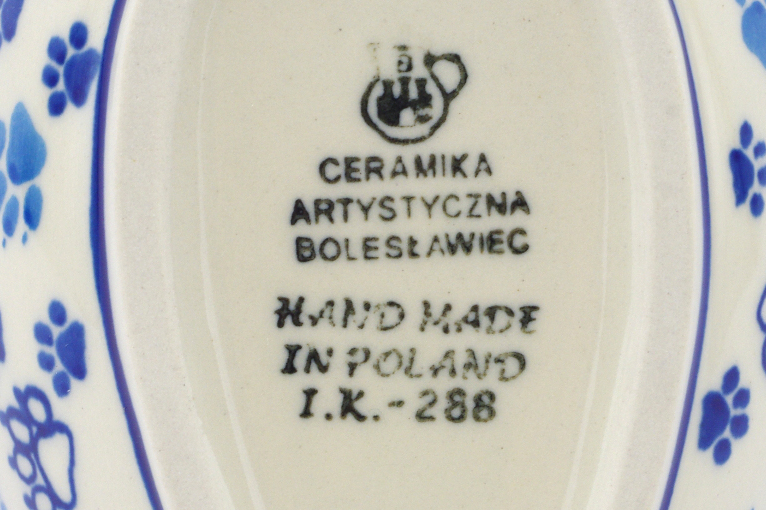 CERAMIKA
ARTYSTYCZNA
BOLESŁAWIEC
HAND MADE
IN POLAND
I.K.-288